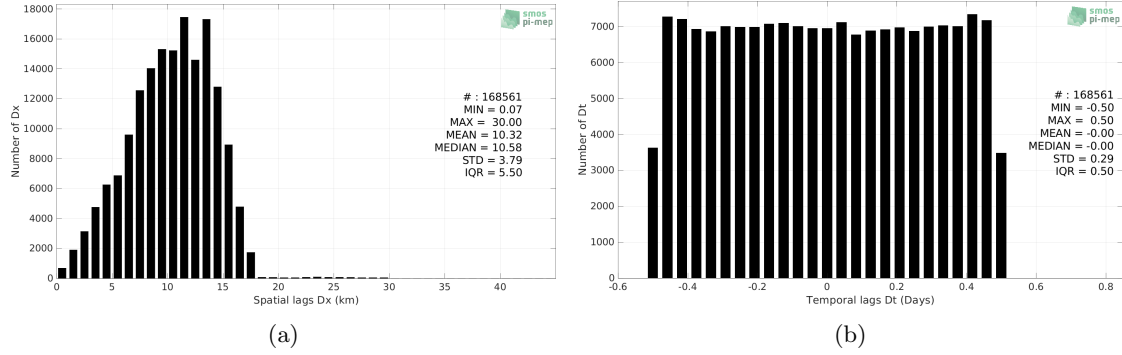 18000
16000
14000
12000
10000
8000
6000
4000
2000
0
Number of Dx
smos
pi-mep
# : 168561
MIN = 0.07
MAX = 30.00
MEAN = 10.32
MEDIAN = 10.58
STD = 3.79
IQR = 5.50
0 5 10 15 20 25 30 35 40
Spatial lags Dx (km)
(a)
7000
6000
5000
4000
3000
2000
1000
0
Number of Dt
smos
pi-mep
# : 168561
MIN = -0.50
MAX = 0.50
MEAN = -0.00
MEDIAN = -0.00
STD = 0.29
IQR = 0.50
-0.6 -0.4 -0.2 0 0.2 0.4 0.6 0.8
Temporal lags Dt (Days)
(b)